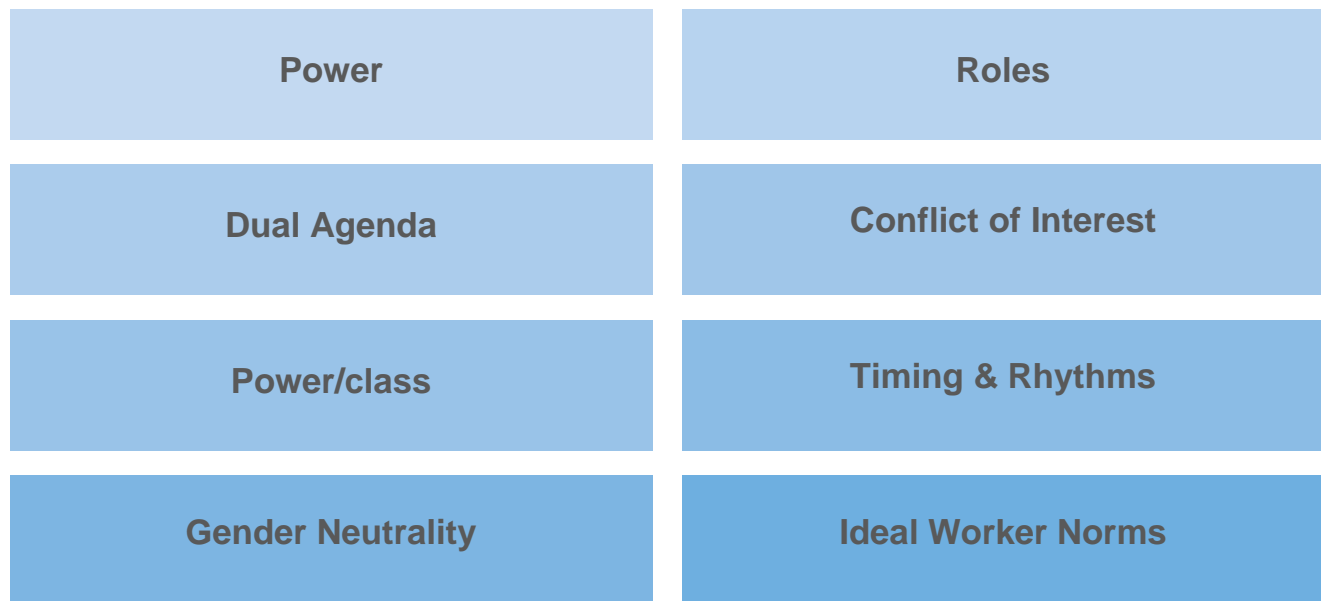 Power
Roles
Dual Agenda
Conflict of Interest
Power/class
Timing & Rhythms
Gender Neutrality
Ideal Worker Norms